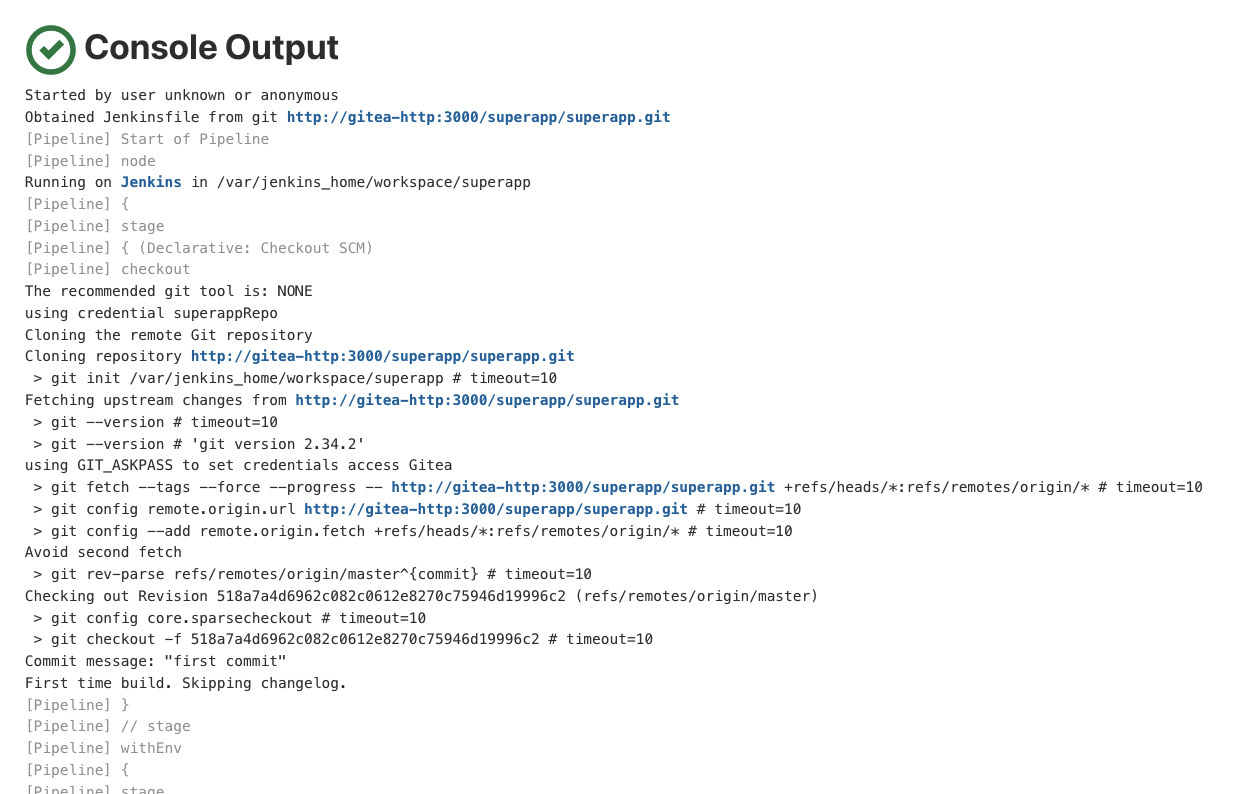 Console Output
Started by user unknown or anonymous
Obtained Jenkinsfile from git http://gitea-http:3000/superapp/superapp.git
[Pipeline] Start of Pipeline
[Pipeline] node
Running on Jenkins in /var/jenkins_home/workspace/superapp
[Pipeline] {
[Pipeline] stage
[Pipeline] { (Declarative: Checkout SCM)
[Pipeline] checkout
The recommended git tool is: NONE
using credential superappRepo
Cloning the remote Git repository
Cloning repository http://gitea-http:3000/superapp/superapp.git
 > git init /var/jenkins_home/workspace/superapp # timeout=10
Fetching upstream changes from http://gitea-http:3000/superapp/superapp.git
 > git --version # timeout=10
 > git --version # 'git version 2.34.2'
using GIT_ASKPASS to set credentials access Gitea
 > git fetch --tags --force --progress -- http://gitea-http:3000/superapp/superapp.git +refs/heads/*:refs/remotes/origin/* # timeout=10
 > git config remote.origin.url http://gitea-http:3000/superapp/superapp.git # timeout=10
 > git config --add remote.origin.fetch +refs/heads/*:refs/remotes/origin/* # timeout=10
Avoid second fetch
 > git rev-parse refs/remotes/origin/master^{commit} # timeout=10
Checking out Revision 518a7a4d6962c082c0612e8270c75946d19996c2 (refs/remotes/origin/master)
 > git config core.sparsecheckout # timeout=10
 > git checkout -f 518a7a4d6962c082c0612e8270c75946d19996c2 # timeout=10
Commit message: "first commit"
First time build. Skipping changelog.
[Pipeline] }
[Pipeline] // stage
[Pipeline] withEnv
[Pipeline] {
[Pipeline] stage